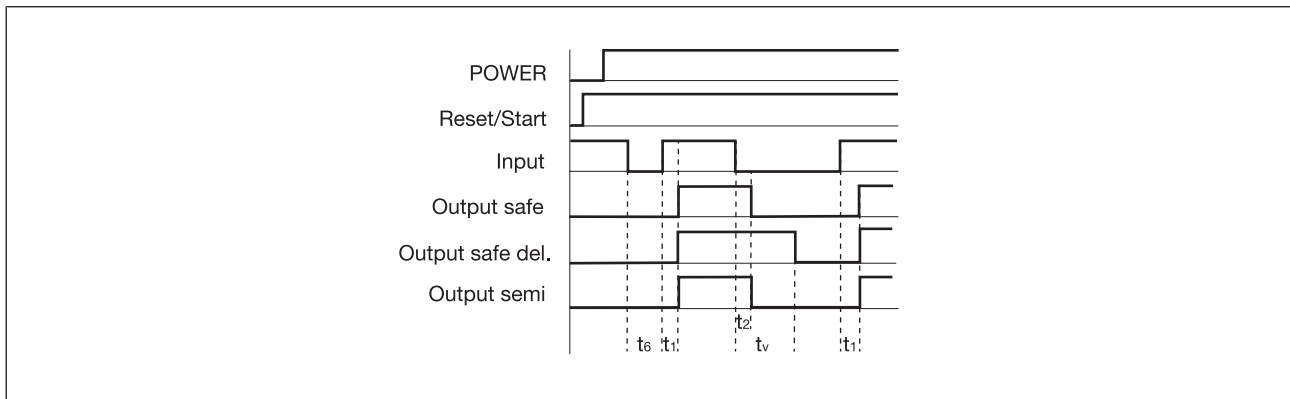 POWER
Reset/Start
Input
Output safe
Output safe del.
Output semi
t2
t6 t1 tv t1